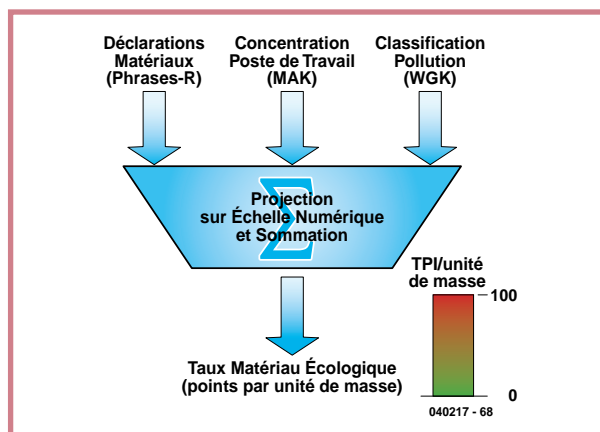 Déclarations
Matériaux
(Phrases-R)
Concentration
Poste de Travail
(MAK)
Classification
Pollution
(WGK)
Σ
Projection
sur Échelle Numérique
et Sommation
TPI/unité
de masse
100
0
Taux Matériau Écologique
(points par unité de masse)
040217 - 68